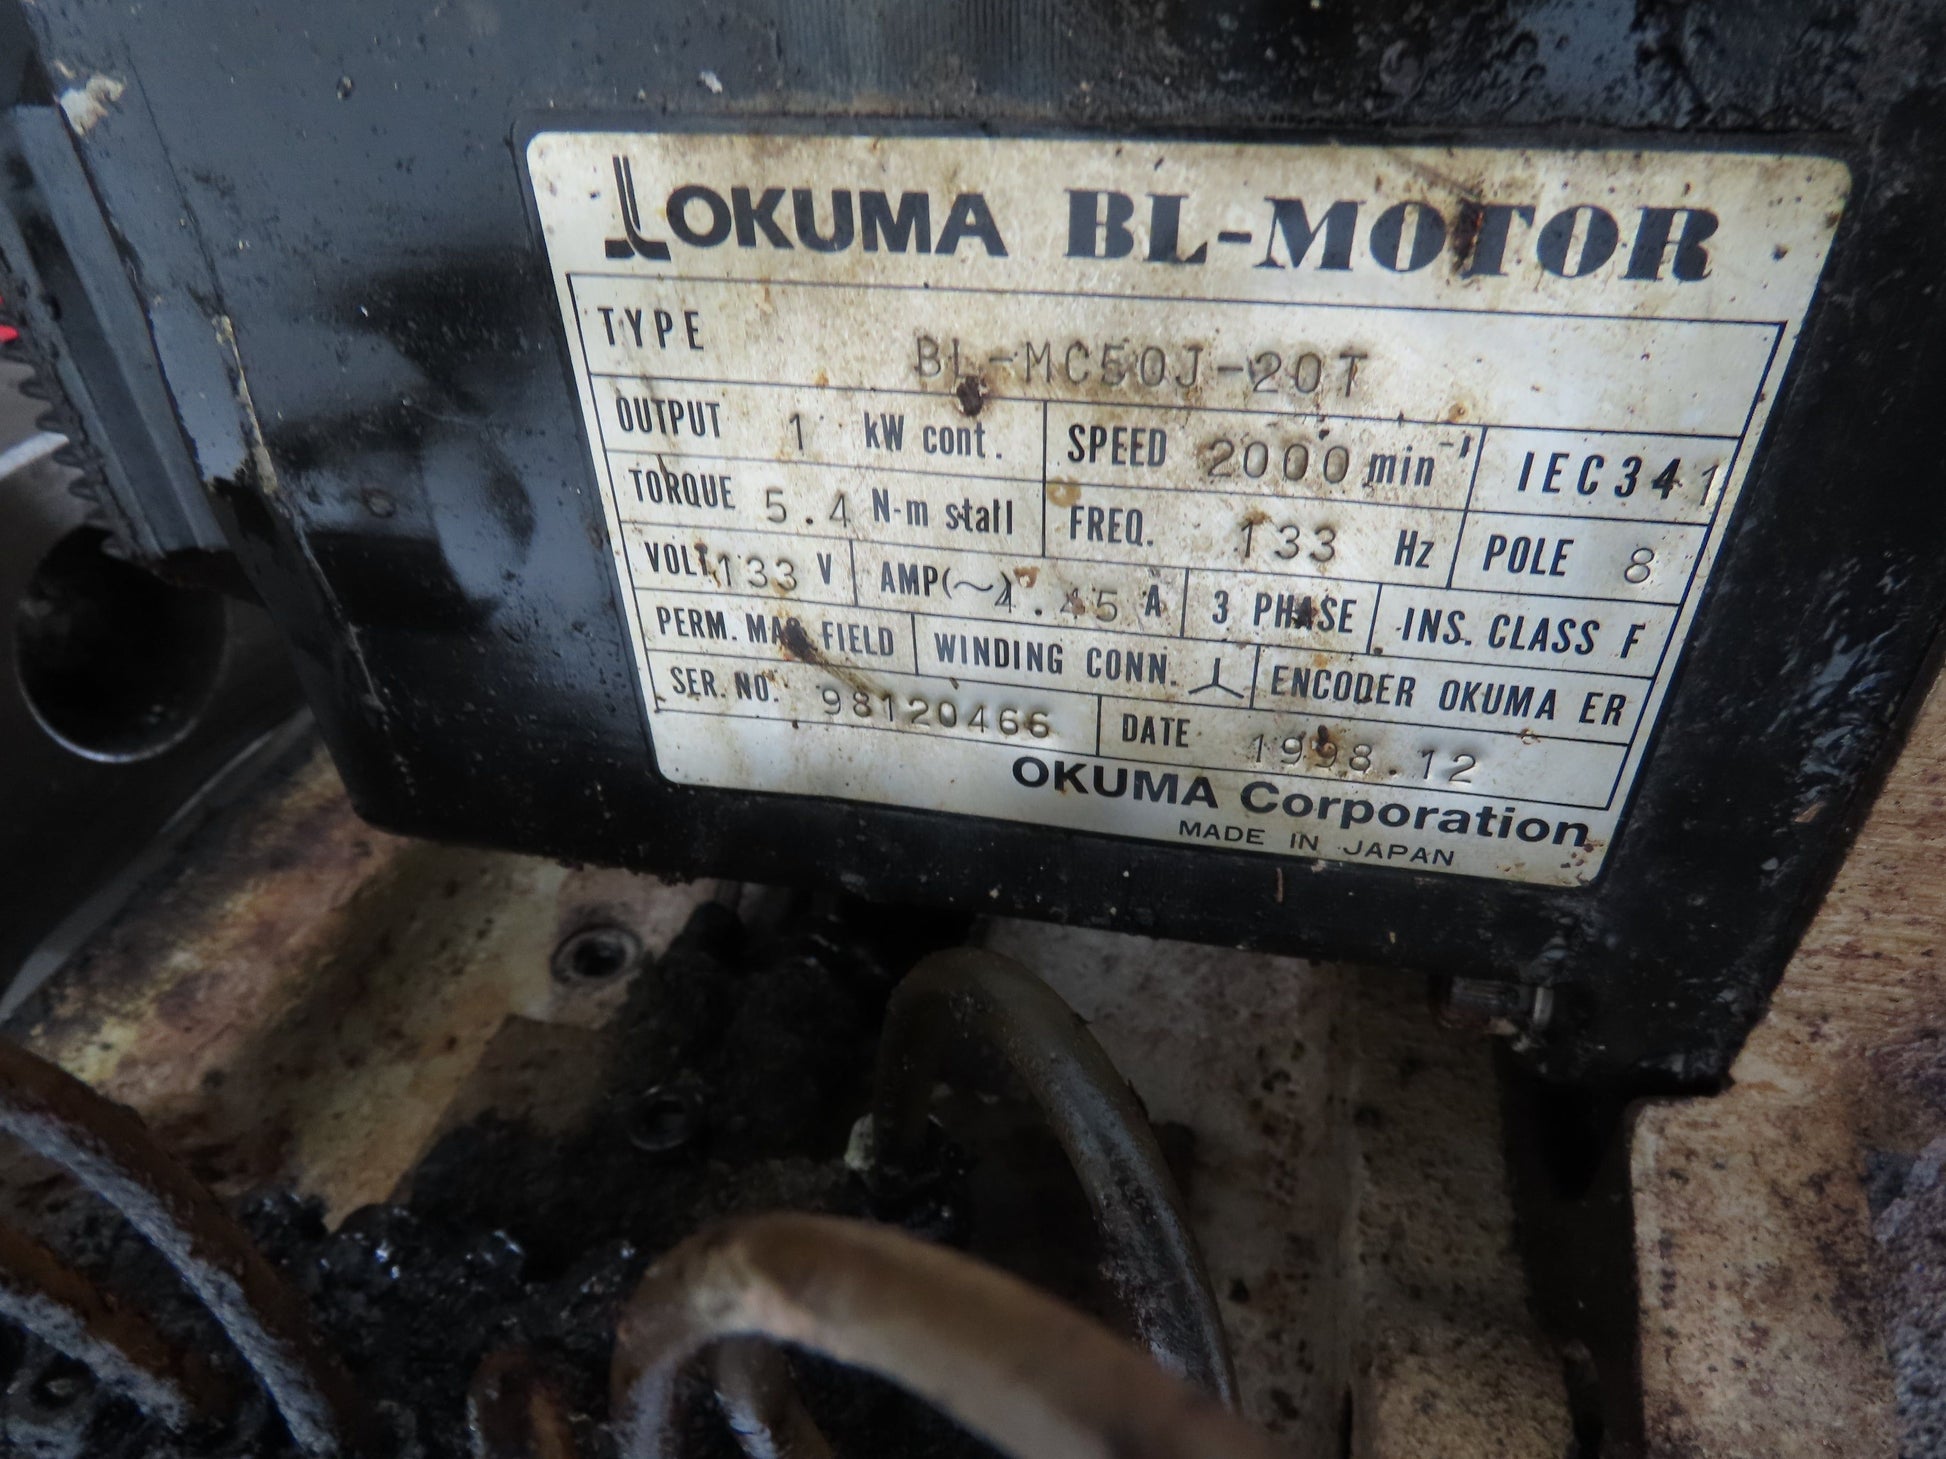 OKUMA BL-MOTOR
TYPE BL-MC50J-20T
OUTPUT 1 kW cont. SPEED 2000 min⁻¹ IEC34 1
TORQUE 5.4 N-m stall FREQ. 133 Hz POLE 8
VOLT. 133 V AMP(~) 4.45 A 3 PHASE INS. CLASS F
PERM. MAG. FIELD WINDING CONN. ENCODER OKUMA ER
SER. NO. 98120466 DATE 1998.12
OKUMA Corporation
MADE IN JAPAN